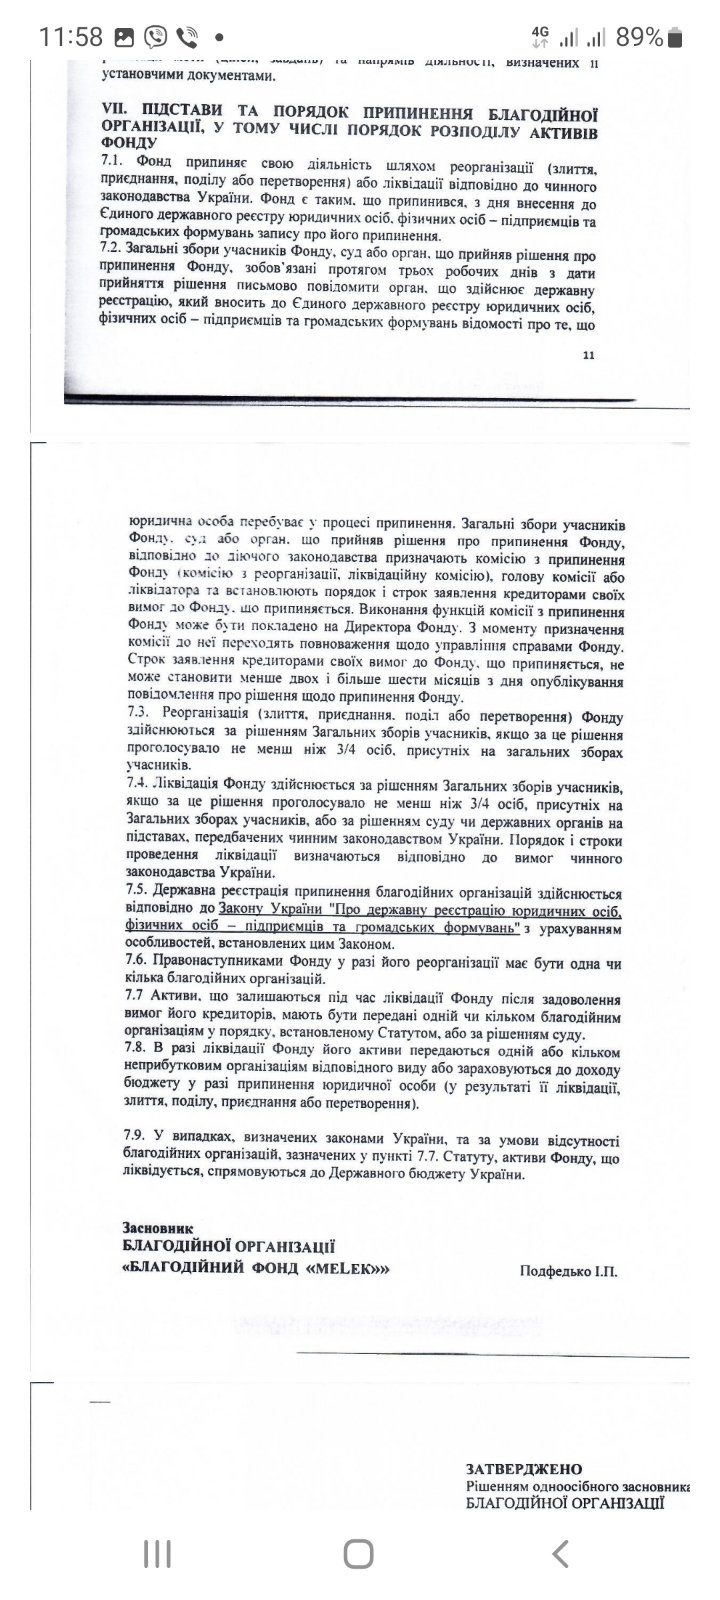 11:58
4G
89%
установчими документами.
VII. ПІДСТАВИ ТА ПОРЯДОК ПРИПИНЕННЯ БЛАГОДІЙНОЇ
ОРГАНІЗАЦІЇ, У ТОМУ ЧИСЛІ ПОРЯДОК РОЗПОДІЛУ АКТИВІВ
ФОНДУ
7.1. Фонд припиняє свою діяльність шляхом реорганізації (злиття,
приєднання, поділу або перетворення) або ліквідації відповідно до чинного
законодавства України. Фонд є таким, що припинився, з дня внесення до
Єдиного державного реєстру юридичних осіб, фізичних осіб – підприємців та
громадських формувань запису про його припинення.
7.2. Загальні збори учасників Фонду, суд або орган, що прийняв рішення про
припинення Фонду, зобов'язані протягом трьох робочих днів з дати
прийняття рішення письмово повідомити орган, що здійснює державну
реєстрацію, який вносить до Єдиного державного реєстру юридичних осіб,
фізичних осіб – підприємців та громадських формувань відомості про те, що
11
юридична особа перебуває у процесі припинення. Загальні збори учасників
Фонду, суд або орган, що прийняв рішення про припинення Фонду,
відповідно до діючого законодавства призначають комісію з припинення
Фонду (комісію з реорганізації, ліквідаційну комісію), голову комісії або
ліквідатора та встановлюють порядок і строк заявлення кредиторами своїх
вимог до Фонду, що припиняється. Виконання функцій комісії з припинення
Фонду може бути покладено на Директора Фонду. З моменту призначення
комісії до неї переходять повноваження щодо управління справами Фонду.
Строк заявлення кредиторами своїх вимог до Фонду, що припиняється, не
може становити менше двох і більше шести місяців з дня опублікування
повідомлення про рішення щодо припинення Фонду.
7.3. Реорганізація (злиття, приєднання, поділ або перетворення) Фонду
здійснюються за рішенням Загальних зборів учасників, якщо за це рішення
проголосувало не менш ніж 3/4 осіб, присутніх на загальних зборах
учасників.
7.4. Ліквідація Фонду здійснюється за рішенням Загальних зборів учасників,
якщо за це рішення проголосувало не менш ніж 3/4 осіб, присутніх на
Загальних зборах учасників, або за рішенням суду чи державних органів на
підставах, передбачених чинним законодавством України. Порядок і строки
проведення ліквідації визначаються відповідно до вимог чинного
законодавства України.
7.5. Державна реєстрація припинення благодійних організацій здійснюється
відповідно до Закону України "Про державну реєстрацію юридичних осіб,
фізичних осіб – підприємців та громадських формувань" з урахуванням
особливостей, встановлених цим Законом.
7.6. Правонаступниками Фонду у разі його реорганізації має бути одна чи
кілька благодійних організацій.
7.7 Активи, що залишаються під час ліквідації Фонду після задоволення
вимог його кредиторів, мають бути передані одній чи кільком благодійним
організаціям у порядку, встановленому Статутом, або за рішенням суду.
7.8. В разі ліквідації Фонду його активи передаються одній або кільком
неприбутковим організаціям відповідного виду або зараховуються до доходу
бюджету у разі припинення юридичної особи (у результаті її ліквідації,
злиття, поділу, приєднання або перетворення).
7.9. У випадках, визначених законами України, та за умови відсутності
благодійних організацій, зазначених у пункті 7.7. Статуту, активи Фонду, що
ліквідується, спрямовуються до Державного бюджету України.
Засновник
БЛАГОДІЙНОЇ ОРГАНІЗАЦІЇ
«БЛАГОДІЙНИЙ ФОНД «MELEK»» Подфедько І.П.
ЗАТВЕРДЖЕНО
Рішенням одноосібного засновника
БЛАГОДІЙНОЇ ОРГАНІЗАЦІЇ